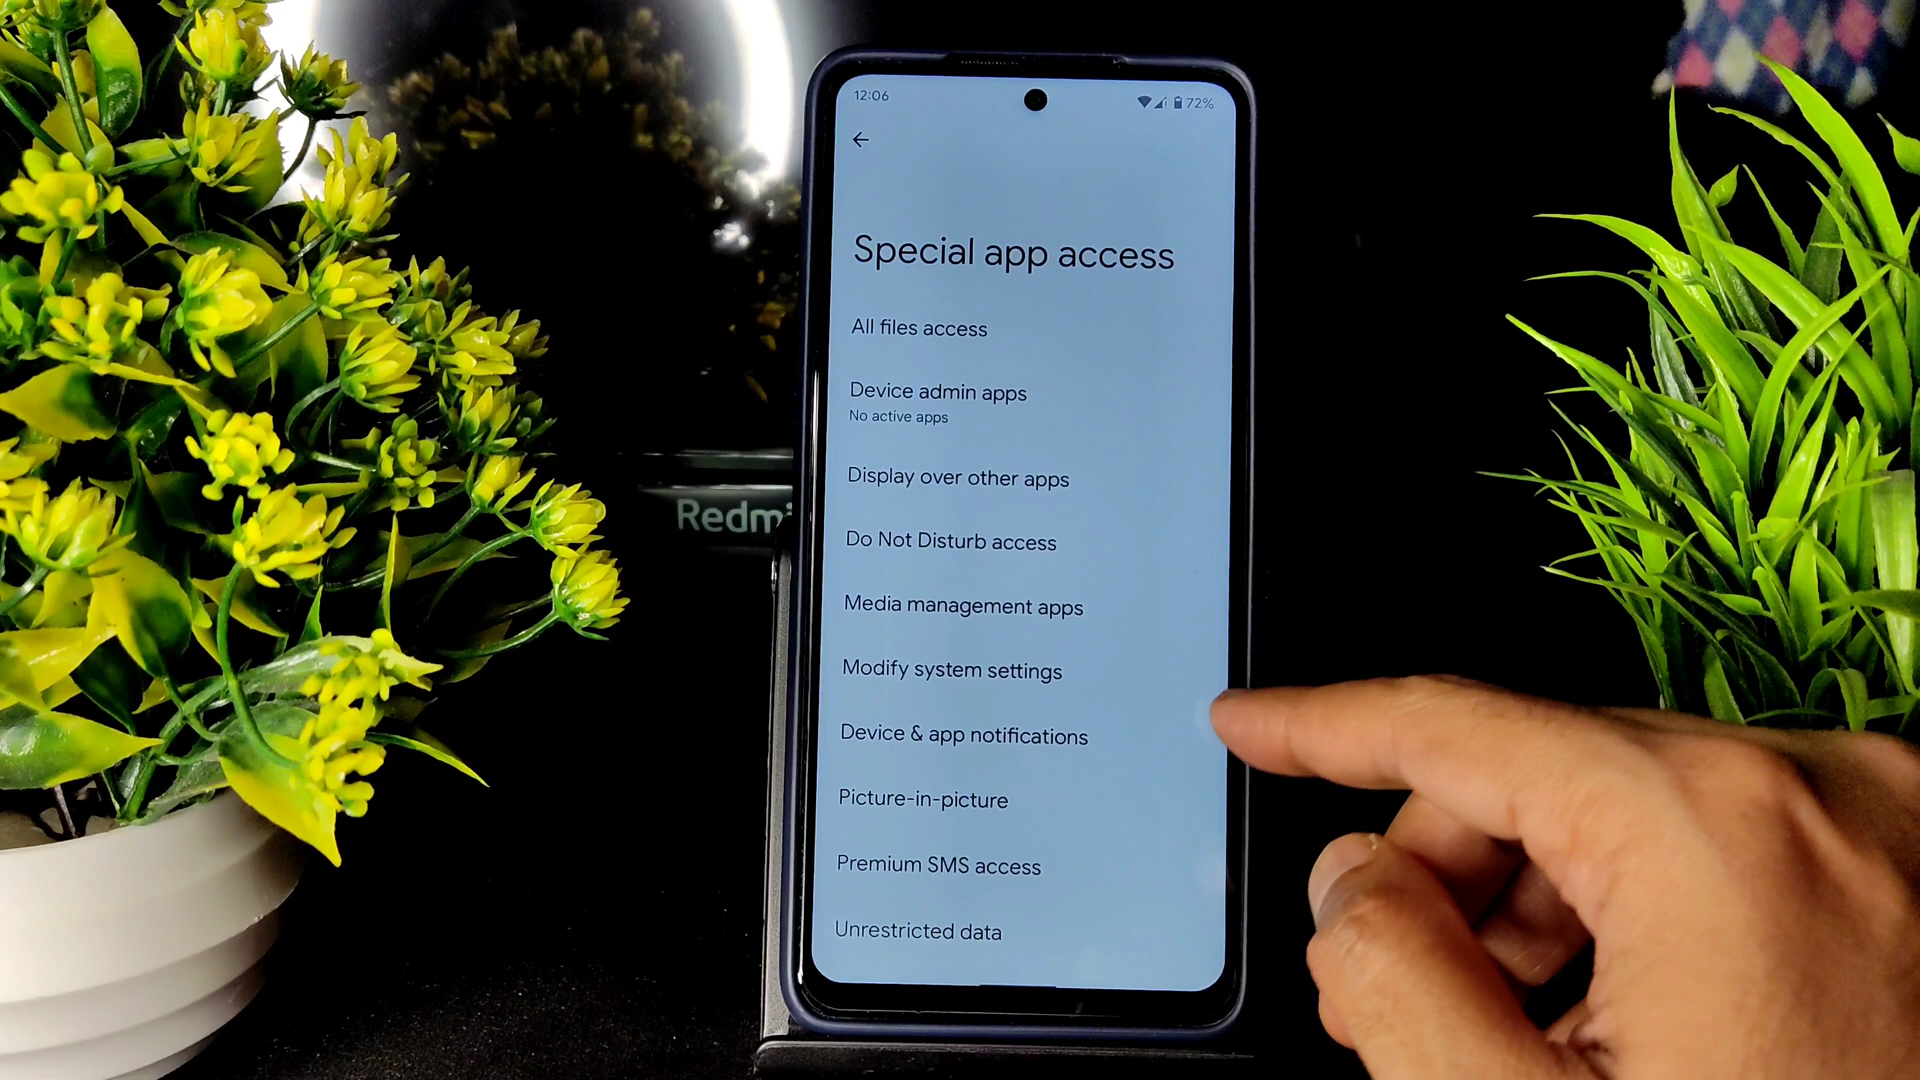 12:06
72%
Special app access
All files access
Device admin apps
No active apps
Display over other apps
Do Not Disturb access
Redmi
Media management apps
Modify system settings
Device & app notifications
Picture-in-picture
Premium SMS access
Unrestricted data